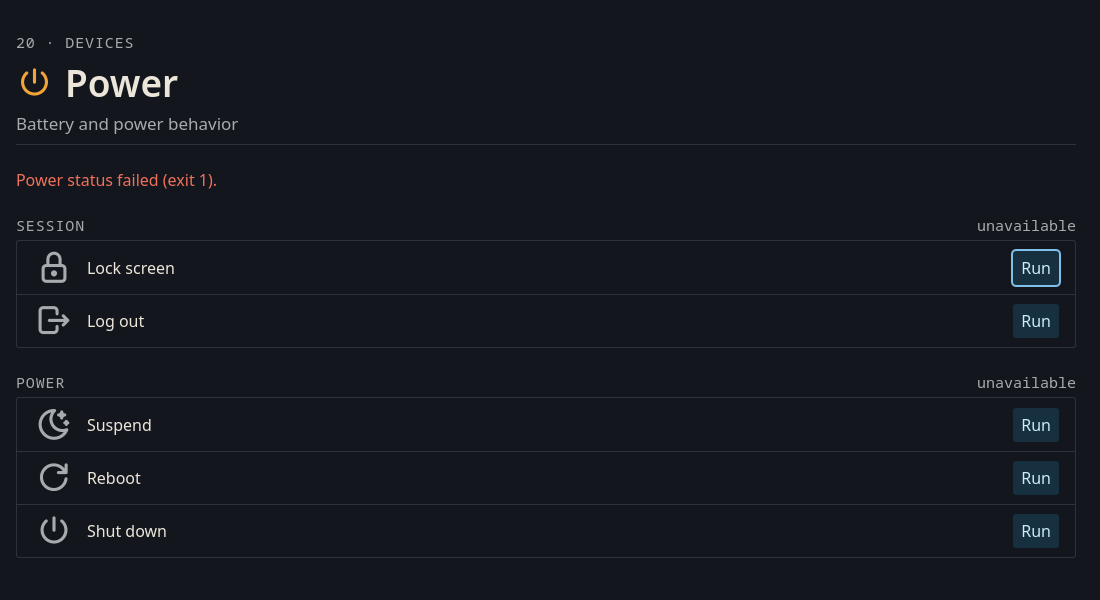 20 · DEVICES
Power
Battery and power behavior
Power status failed (exit 1).
SESSION unavailable
Lock screen Run
Log out Run
POWER unavailable
Suspend Run
Reboot Run
Shut down Run